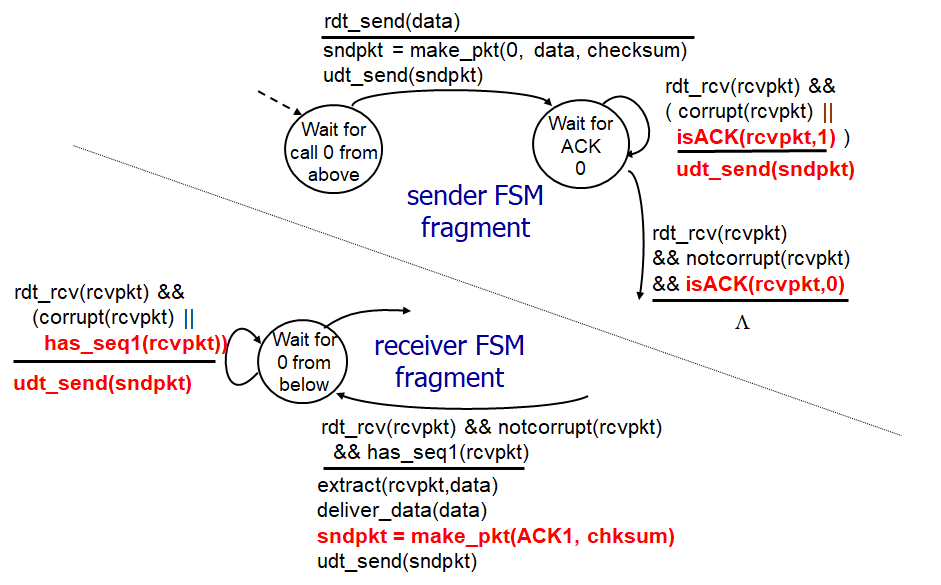 rdt_send(data)
sndpkt = make_pkt(0, data, checksum)
udt_send(sndpkt)
Wait for
call 0 from
above
Wait for
ACK
0
rdt_rcv(rcvpkt) &&
( corrupt(rcvpkt) ||
isACK(rcvpkt,1) )
udt_send(sndpkt)
sender FSM
fragment
rdt_rcv(rcvpkt)
&& notcorrupt(rcvpkt)
&& isACK(rcvpkt,0)
Λ
rdt_rcv(rcvpkt) &&
(corrupt(rcvpkt) ||
has_seq1(rcvpkt))
udt_send(sndpkt)
Wait for
0 from
below
receiver FSM
fragment
rdt_rcv(rcvpkt) && notcorrupt(rcvpkt)
&& has_seq1(rcvpkt)
extract(rcvpkt,data)
deliver_data(data)
sndpkt = make_pkt(ACK1, chksum)
udt_send(sndpkt)